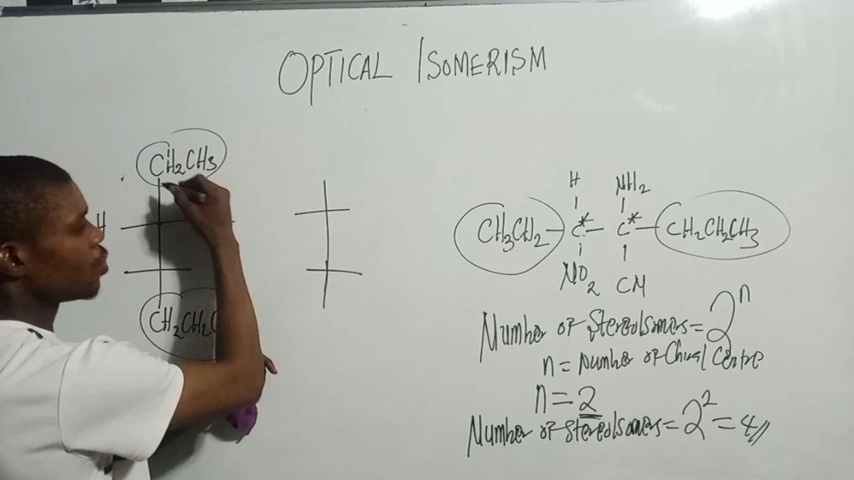 OPTICAL ISOMERISM
CH2CH3
H
CH2CH2
H NH2
CH3CH2-C*-C*-CH2CH2CH3
NO2 CN
Number of Stereoisomers = 2^n
n = Number of Chiral Centre
n = 2
Number of Stereoisomers = 2^2 = 4//